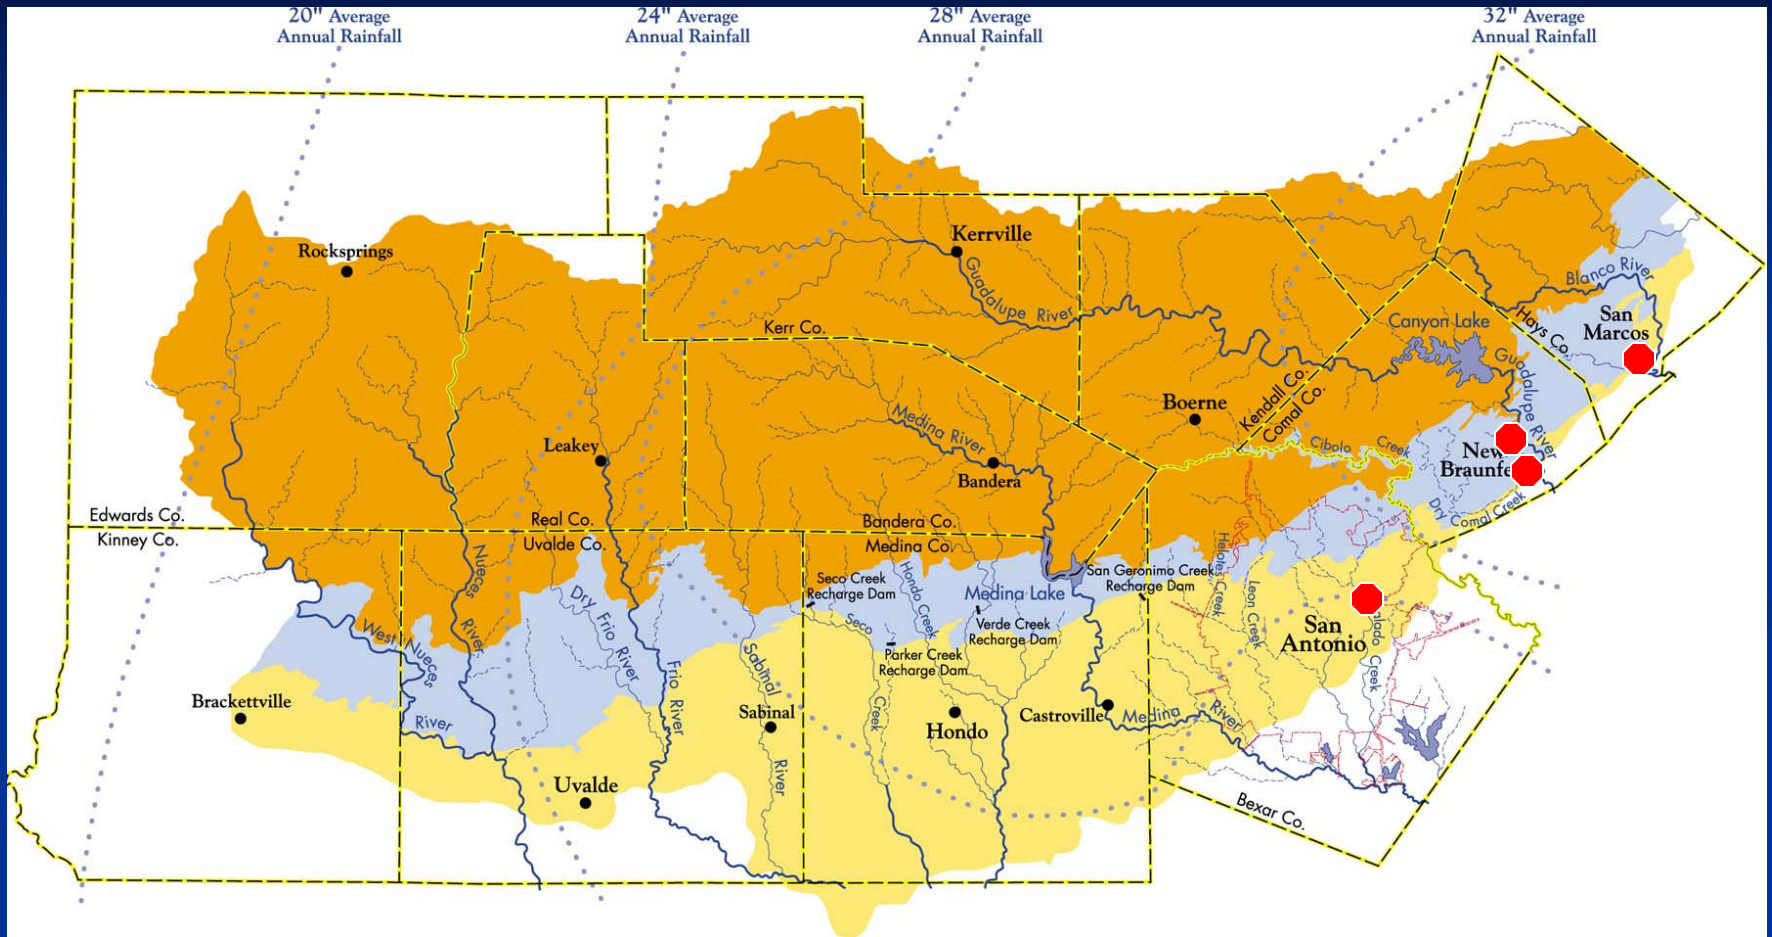 20" Average
Annual Rainfall
24" Average
Annual Rainfall
28" Average
Annual Rainfall
32" Average
Annual Rainfall
Rocksprings
Kerrville
Guadalupe River
Kerr Co.
Blanco River
San
Marcos
Hays Co.
Canyon Lake
Guadalupe River
Kendall Co.
Comal Co.
Boerne
Medina River
Leakey
Bandera
Cibolo Creek
New
Braunfe
Dry Comal Creek
Edwards Co.
Kinney Co.
Real Co.
Uvalde Co.
Bandera Co.
Medina Co.
Nueces River
Dry Frio River
Seco Creek
Recharge Dam
Hondo Creek
Medina Lake
San Geronimo Creek
Recharge Dam
Helotes Creek
Leon Creek
Verde Creek
Recharge Dam
Parker Creek
Recharge Dam
Seco Creek
West Nueces River
Frio River
Sabinal River
San
Antonio
lado Creek
Brackettville
Sabinal
Hondo
Castroville
Medina River
Uvalde
Bexar Co.